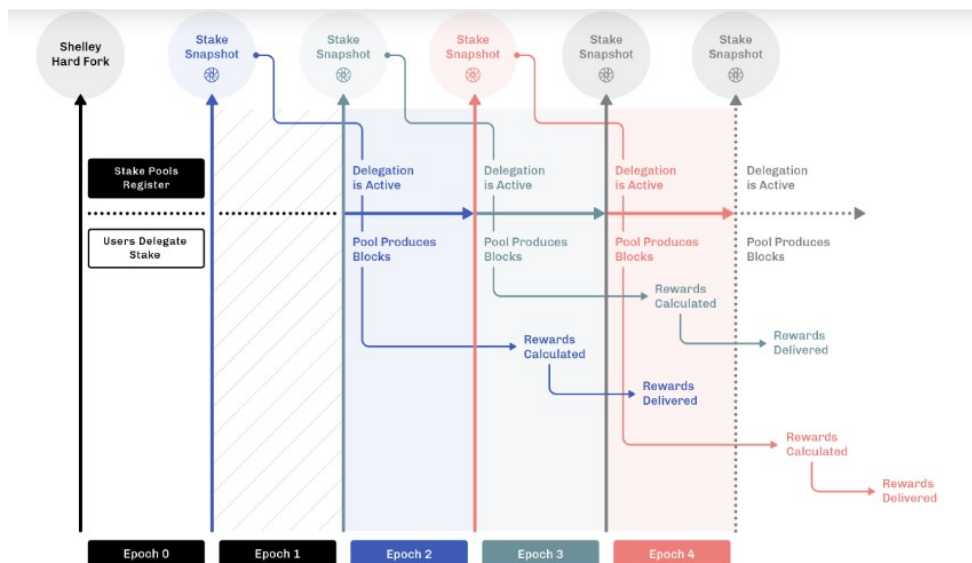 Shelley
Hard Fork
Stake
Snapshot
Stake
Snapshot
Stake
Snapshot
Stake
Snapshot
Stake
Snapshot
Stake Pools
Register
Users Delegate
Stake
Delegation
is Active
Delegation
is Active
Delegation
is Active
Delegation
is Active
Pool Produces
Blocks
Pool Produces
Blocks
Pool Produces
Blocks
Pool Produces
Blocks
Rewards
Calculated
Rewards
Delivered
Rewards
Calculated
Rewards
Delivered
Rewards
Calculated
Rewards
Delivered
Epoch 0
Epoch 1
Epoch 2
Epoch 3
Epoch 4